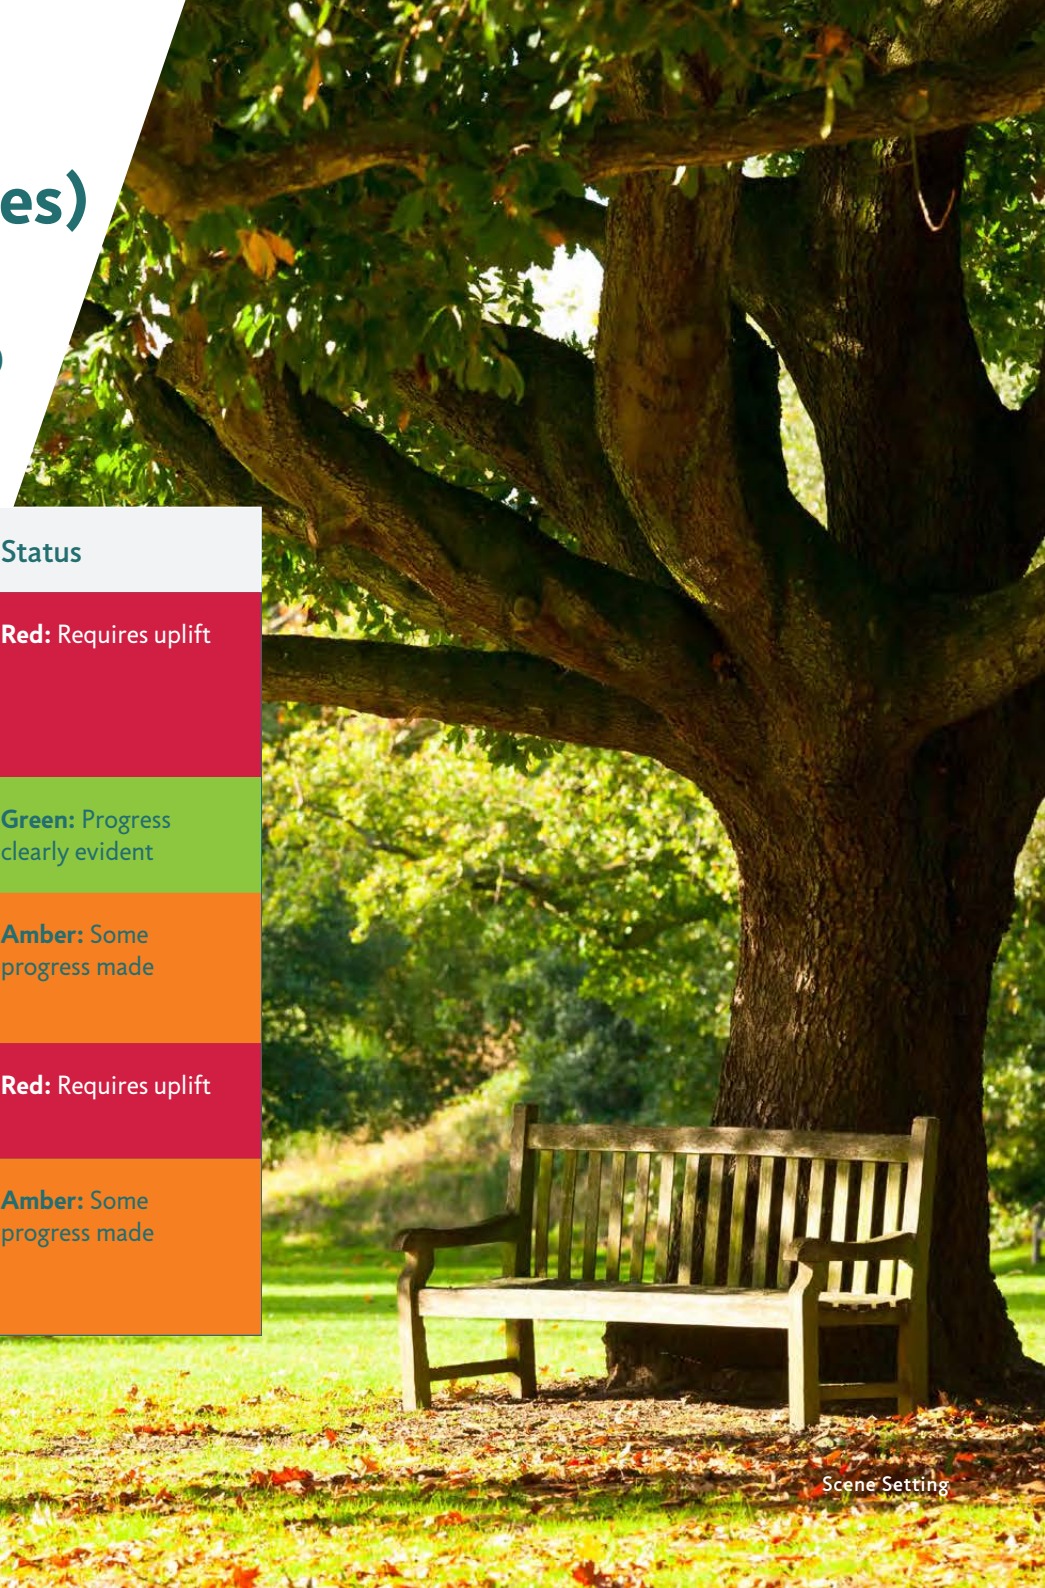 es)
)
Status
Red: Requires uplift
Green: Progress
clearly evident
Amber: Some
progress made
Red: Requires uplift
Amber: Some
progress made
Scene Setting